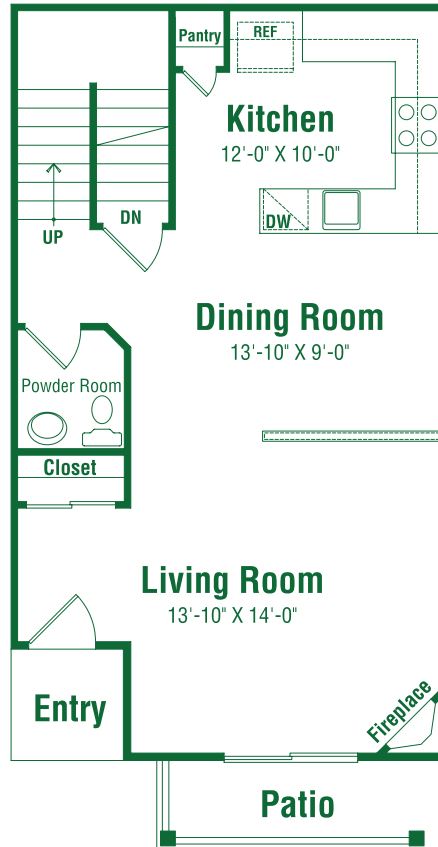 Pantry
REF
Kitchen
12'-0" X 10'-0"
DN
UP
DW
Dining Room
13'-10" X 9'-0"
Powder Room
Closet
Living Room
13'-10" X 14'-0"
Entry
Fireplace
Patio